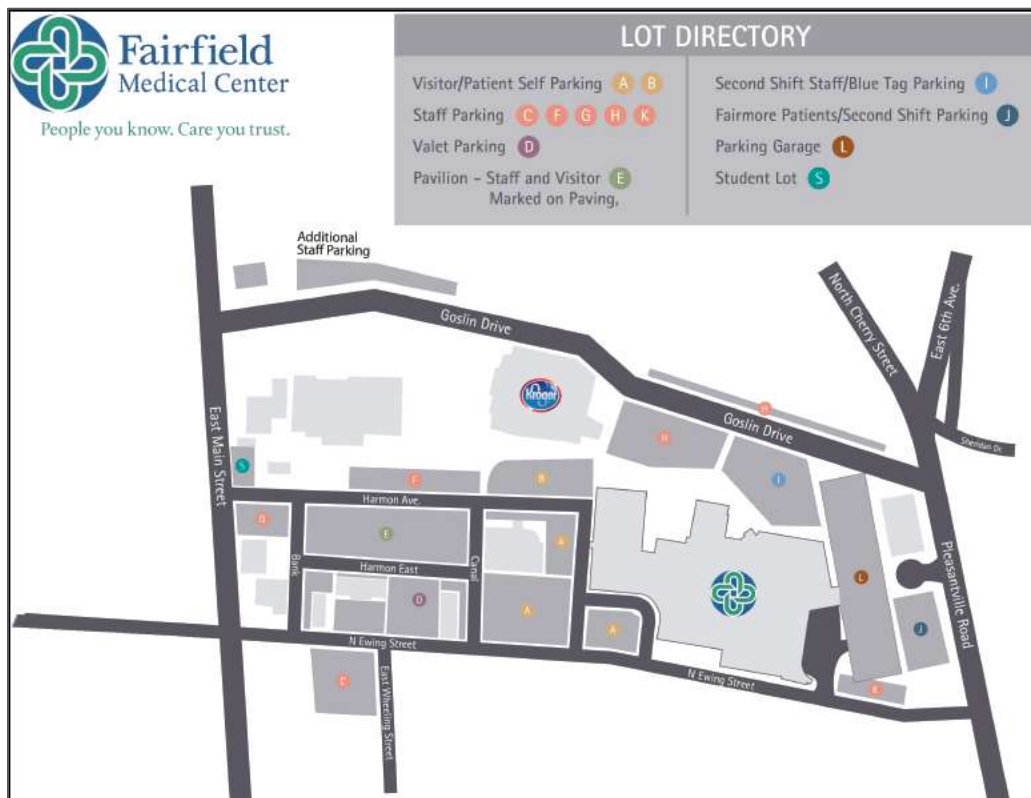 Fairfield
Medical Center
People you know. Care you trust.
LOT DIRECTORY
Visitor/Patient Self Parking A B
Staff Parking C F G H K
Valet Parking D
Pavilion - Staff and Visitor E
Marked on Paving,
Second Shift Staff/Blue Tag Parking I
Fairmore Patients/Second Shift Parking J
Parking Garage L
Student Lot S
Additional
Staff Parking
Goslin Drive
North Cherry Street
East 6th Ave.
Kroger
H
Goslin Drive
Sheridan Dr.
East Main Street
H
S
F
B
I
Harmon Ave.
G
E
A
Bank
Canal
Harmon East
Pleasantville Road
L
D
A
A
J
N Ewing Street
N Ewing Street
C
East Wheeling Street
K